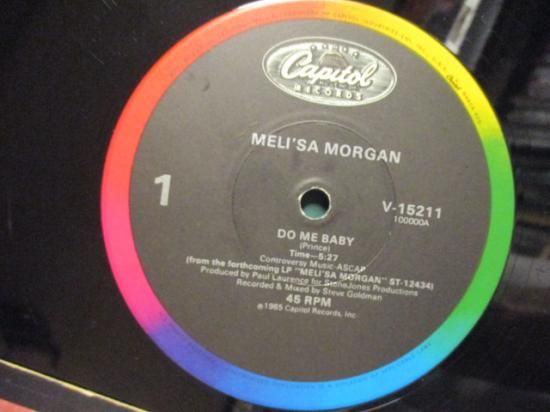 Capitol
RECORDS
MELI'SA MORGAN
1
V-15211
100000A
DO ME BABY
(Prince)
Time—5:27
Controversy Music-ASCAP
(from the forthcoming LP "MELI'SA MORGAN" ST-12434)
Produced by Paul Laurence for StoneJones Productions
Recorded & Mixed by Steve Goldman
45 RPM
℗1985 Capitol Records, Inc.